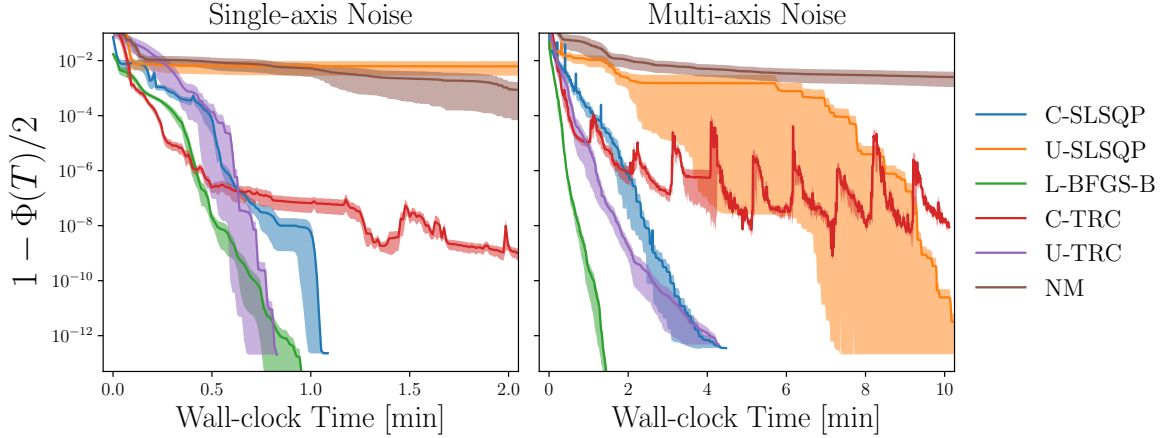 Single-axis Noise
Multi-axis Noise
1 − Φ(T)/2
10⁻²
10⁻⁴
10⁻⁶
10⁻⁸
10⁻¹⁰
10⁻¹²
0.0 0.5 1.0 1.5 2.0
0 2 4 6 8 10
Wall-clock Time [min]
Wall-clock Time [min]
C-SLSQP
U-SLSQP
L-BFGS-B
C-TRC
U-TRC
NM